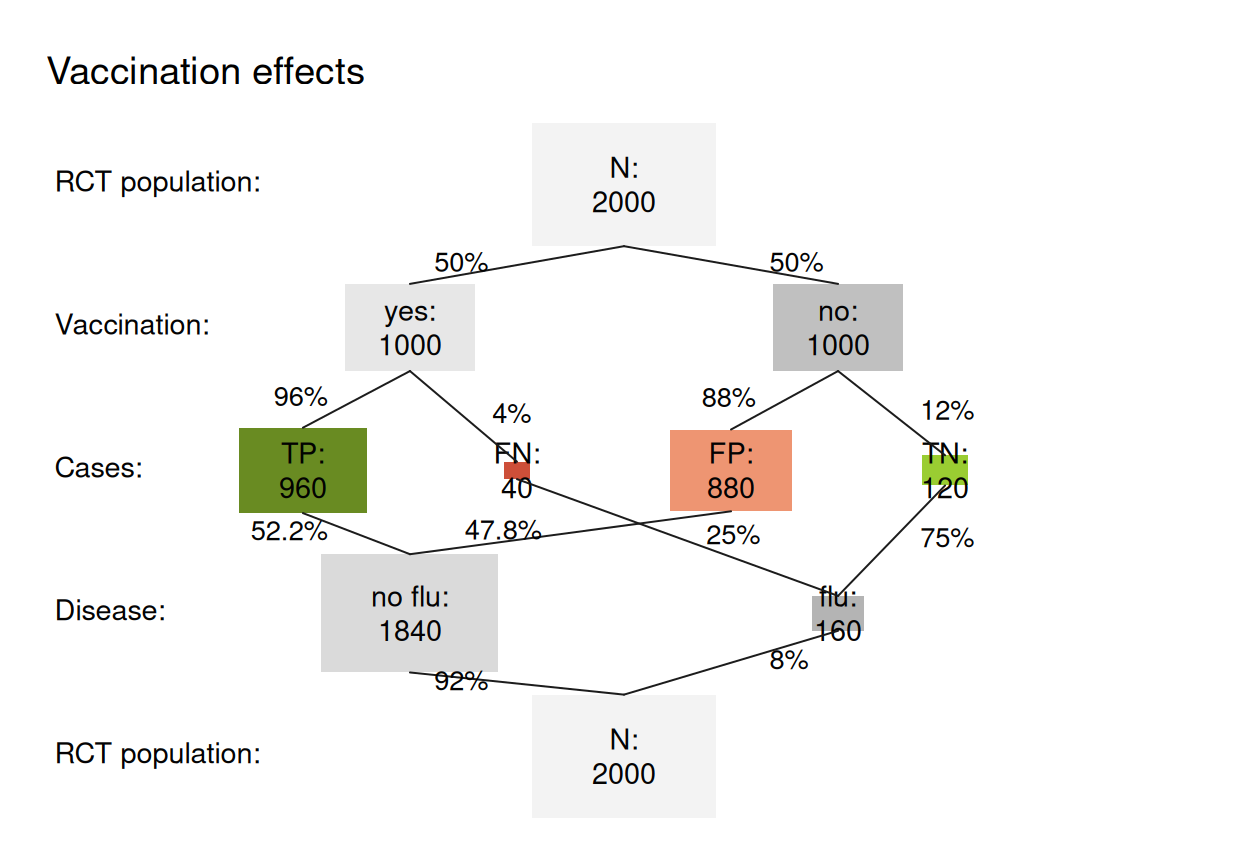 Vaccination effects
RCT population:
N:
2000
50%
50%
Vaccination:
yes:
1000
no:
1000
96%
4%
88%
12%
Cases:
TP:
960
FN:
40
FP:
880
TN:
120
52.2%
47.8%
25%
75%
Disease:
no flu:
1840
flu:
160
92%
8%
RCT population:
N:
2000